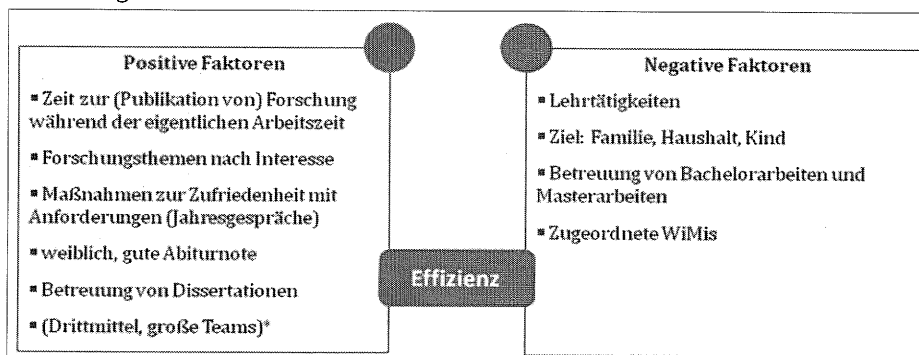 Positive Faktoren
▪ Zeit zur (Publikation von) Forschung
während der eigentlichen Arbeitszeit
▪ Forschungsthemen nach Interesse
▪ Maßnahmen zur Zufriedenheit mit
Anforderungen (Jahresgespräche)
▪ weiblich, gute Abiturnote
▪ Betreuung von Dissertationen
▪ (Drittmittel, große Teams)*
Effizienz
Negative Faktoren
▪ Lehrtätigkeiten
▪ Ziel: Familie, Haushalt, Kind
▪ Betreuung von Bachelorarbeiten und
Masterarbeiten
▪ Zugeordnete WiMis